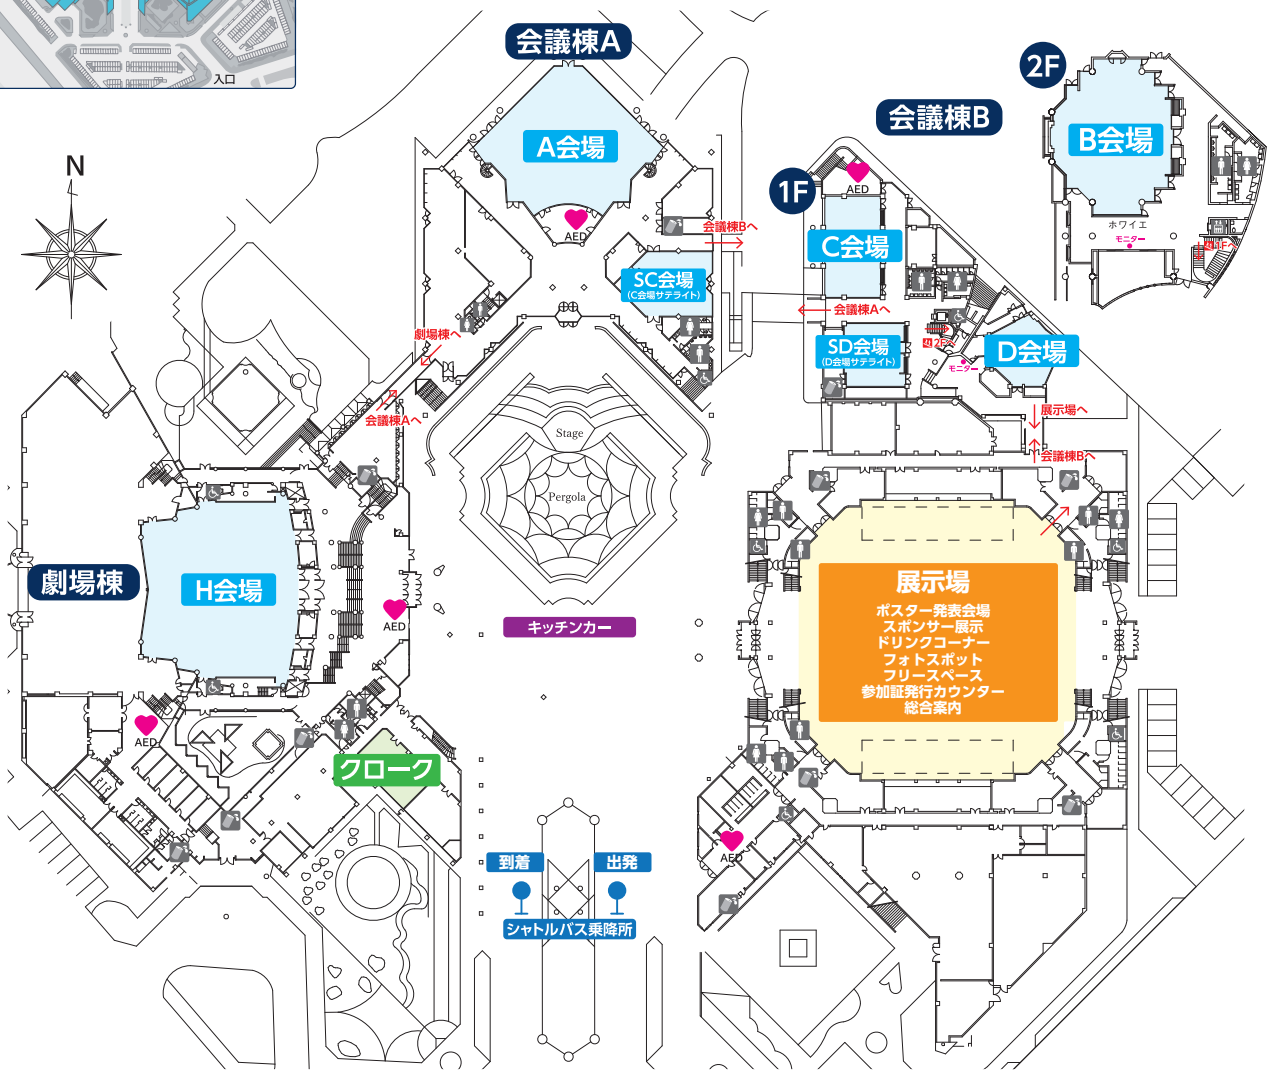 入口
会議棟A
2F
会議棟B
B会場
A会場
N
AED
1F
AED
会議棟Bへ
ホワイエ
モニター
1Fへ
C会場
SC会場
(C会場サテライト)
会議棟Aへ
劇場棟へ
2Fへ
SD会場
(D会場サテライト)
D会場
モニター
会議棟Aへ
展示場へ
Stage
会議棟Bへ
Pergola
劇場棟
H会場
展示場
ポスター発表会場
スポンサー展示
ドリンクコーナー
フォトスポット
フリースペース
参加証発行カウンター
総合案内
AED
キッチンカー
AED
クローク
AED
到着
出発
シャトルバス乗降所